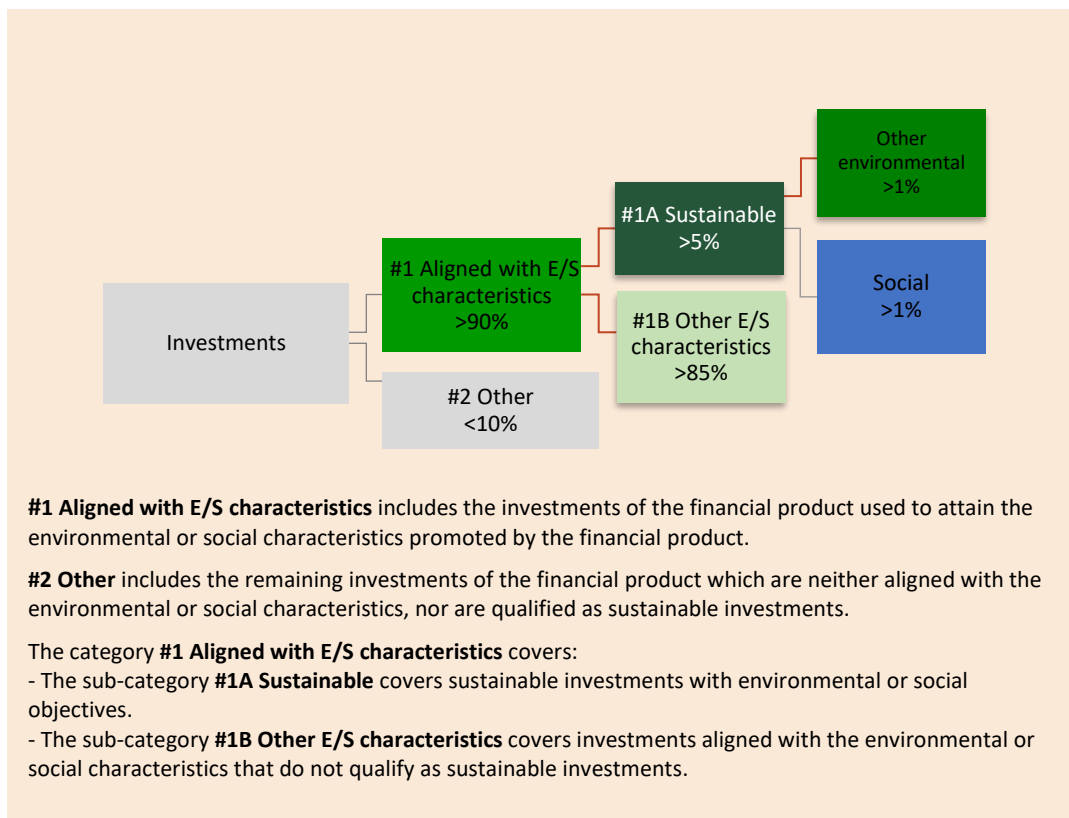 Other
environmental
>1%
#1A Sustainable
>5%
#1 Aligned with E/S
characteristics
>90%
Social
>1%
Investments
#1B Other E/S
characteristics
>85%
#2 Other
<10%
#1 Aligned with E/S characteristics includes the investments of the financial product used to attain the
environmental or social characteristics promoted by the financial product.
#2 Other includes the remaining investments of the financial product which are neither aligned with the
environmental or social characteristics, nor are qualified as sustainable investments.
The category #1 Aligned with E/S characteristics covers:
- The sub-category #1A Sustainable covers sustainable investments with environmental or social
objectives.
- The sub-category #1B Other E/S characteristics covers investments aligned with the environmental or
social characteristics that do not qualify as sustainable investments.